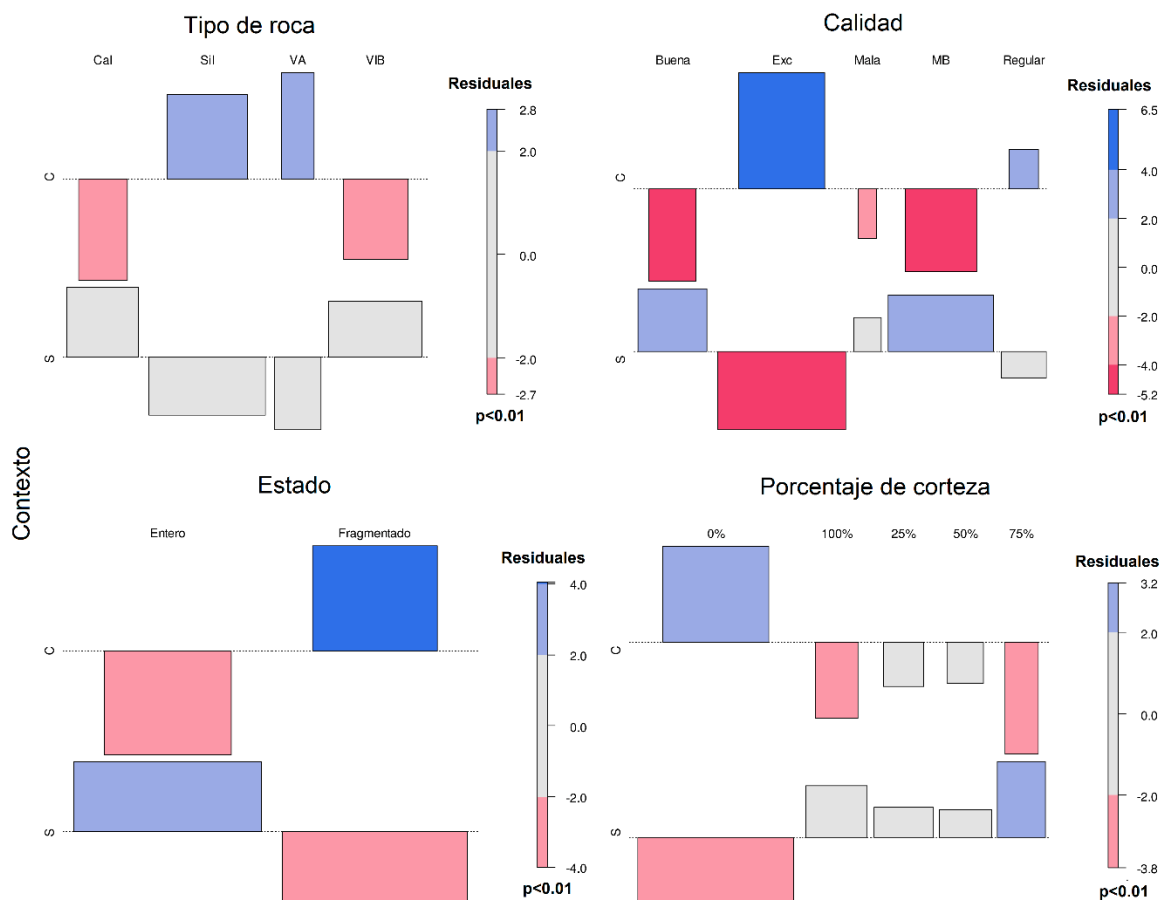 Tipo de roca
Cal Sil VA VIB
C
S
Residuales
2.8
2.0
0.0
-2.0
-2.7
p<0.01
Calidad
Buena Exc Mala MB Regular
C
S
Residuales
6.5
4.0
2.0
0.0
-2.0
-4.0
-5.2
p<0.01
Contexto
Estado
Entero Fragmentado
C
S
Residuales
4.0
2.0
0.0
-2.0
-4.0
p<0.01
Porcentaje de corteza
0% 100% 25% 50% 75%
C
S
Residuales
3.2
2.0
0.0
-2.0
-3.8
p<0.01